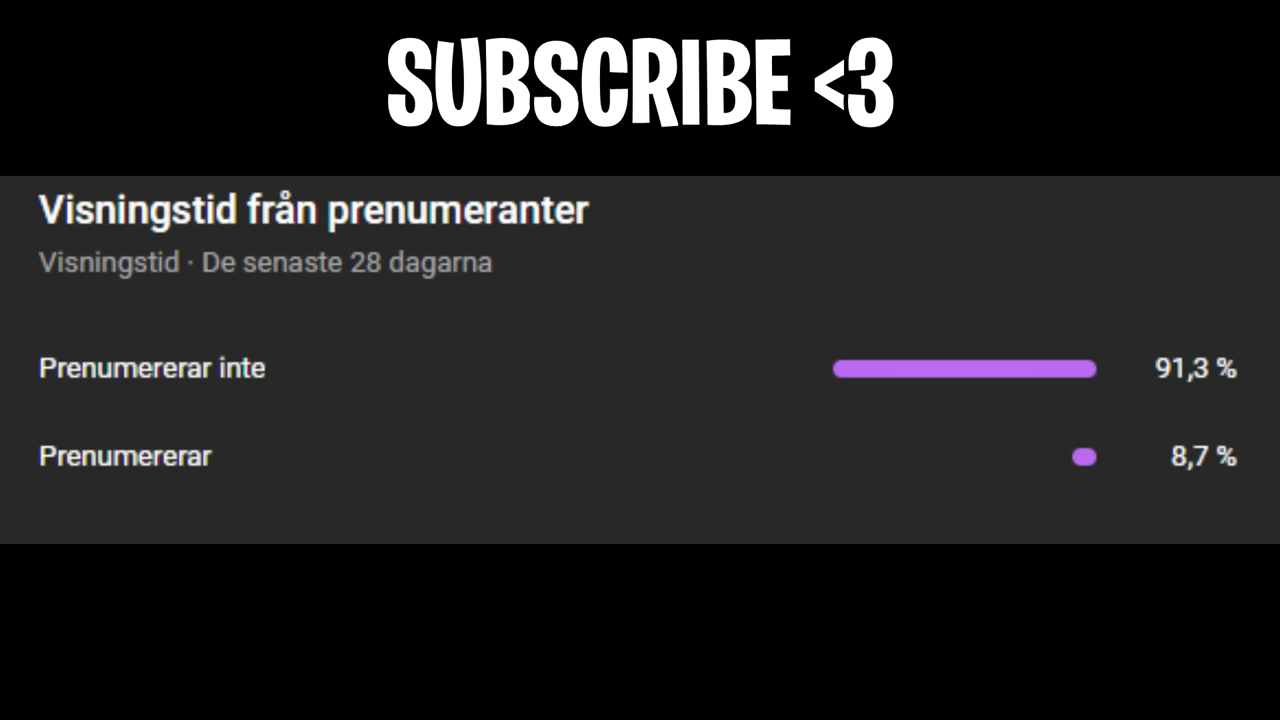 SUBSCRIBE <3
Visningstid från prenumeranter
Visningstid · De senaste 28 dagarna
Prenumererar inte 91,3 %
Prenumererar 8,7 %